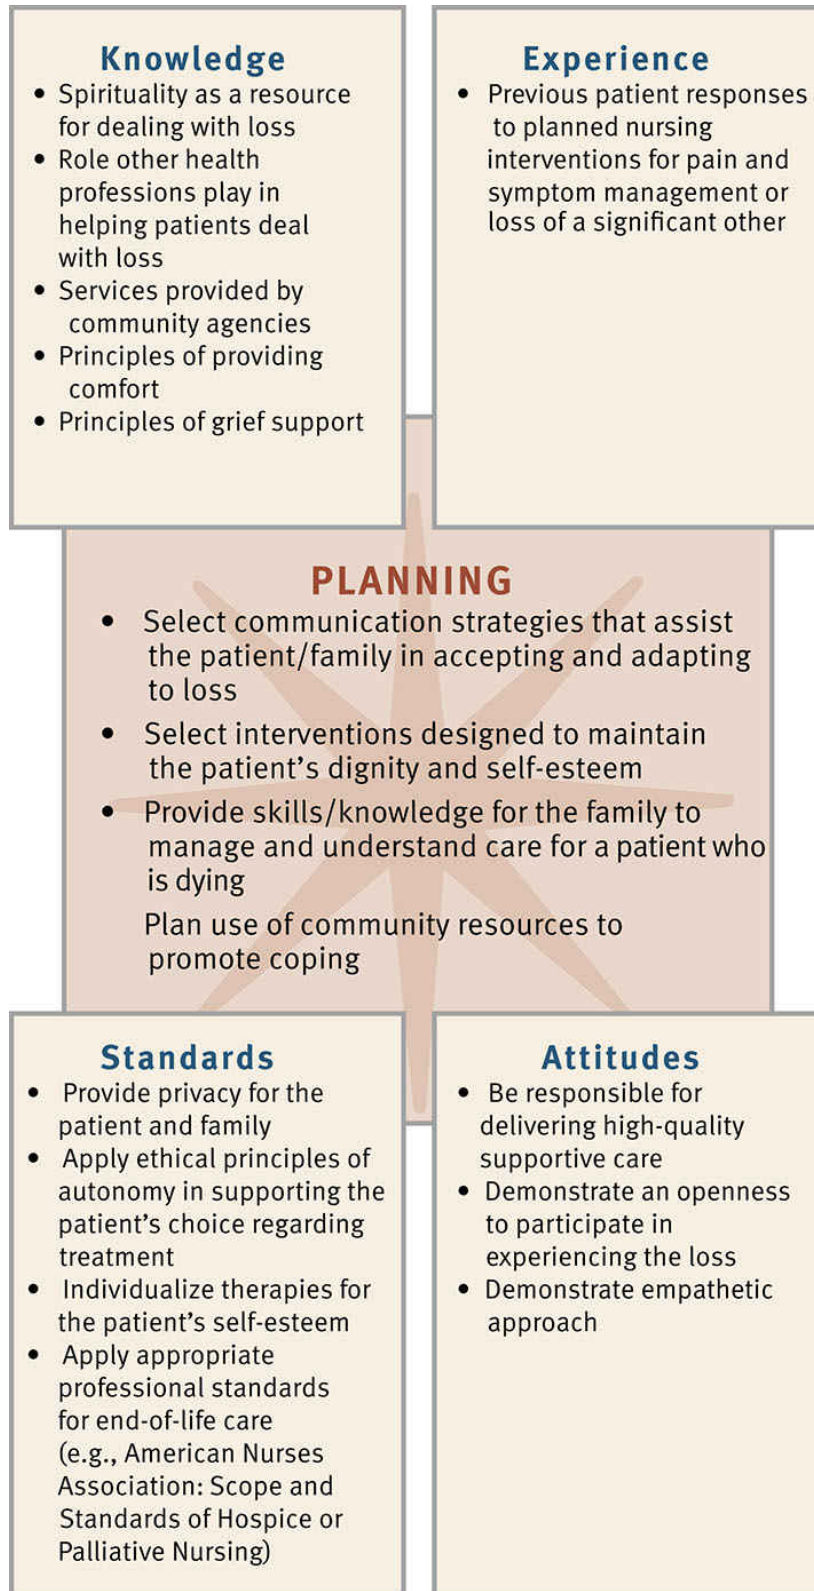 Knowledge
• Spirituality as a resource
for dealing with loss
• Role other health
professions play in
helping patients deal
with loss
• Services provided by
community agencies
• Principles of providing
comfort
• Principles of grief support
Experience
• Previous patient responses
to planned nursing
interventions for pain and
symptom management or
loss of a significant other
PLANNING
• Select communication strategies that assist
the patient/family in accepting and adapting
to loss
• Select interventions designed to maintain
the patient’s dignity and self-esteem
• Provide skills/knowledge for the family to
manage and understand care for a patient who
is dying
Plan use of community resources to
promote coping
Standards
• Provide privacy for the
patient and family
• Apply ethical principles of
autonomy in supporting the
patient’s choice regarding
treatment
• Individualize therapies for
the patient’s self-esteem
• Apply appropriate
professional standards
for end-of-life care
(e.g., American Nurses
Association: Scope and
Standards of Hospice or
Palliative Nursing)
Attitudes
• Be responsible for
delivering high-quality
supportive care
• Demonstrate an openness
to participate in
experiencing the loss
• Demonstrate empathetic
approach